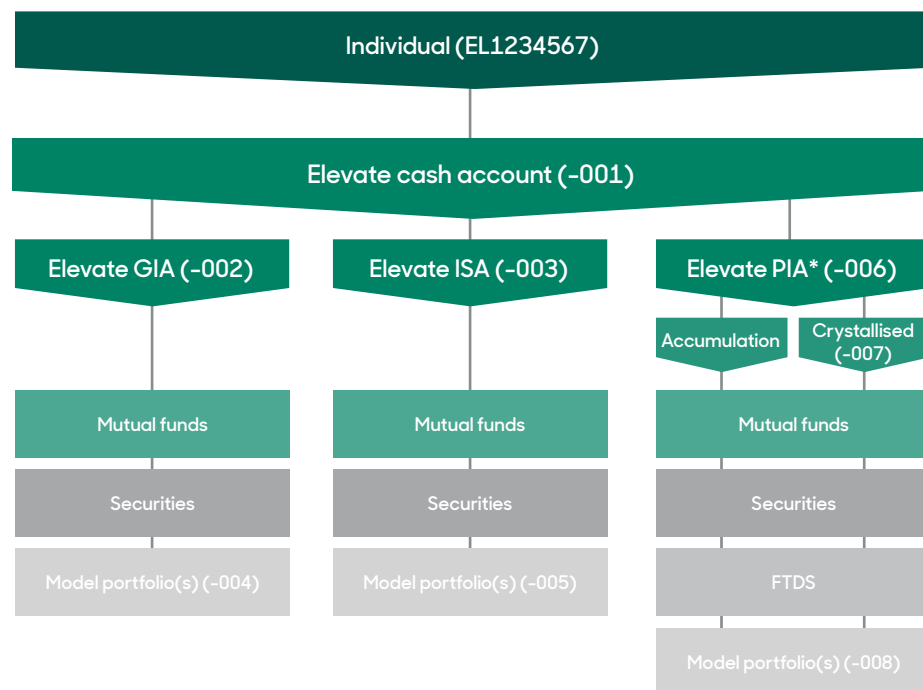 Individual (EL1234567)
Elevate cash account (-001)
Elevate GIA (-002)
Elevate ISA (-003)
Elevate PIA* (-006)
Accumulation
Crystallised
(-007)
Mutual funds
Mutual funds
Mutual funds
Securities
Securities
Securities
Model portfolio(s) (-004)
Model portfolio(s) (-005)
FTDS
Model portfolio(s) (-008)